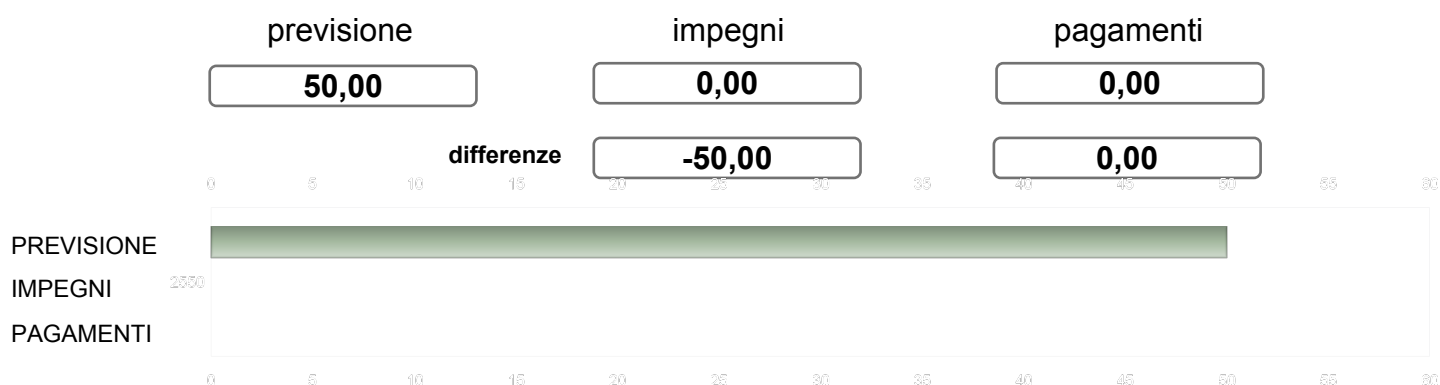 previsione impegni pagamenti
50,00 0,00 0,00
differenze -50,00 0,00
0 5 10 15 20 25 30 35 40 45 50 55 60
PREVISIONE
2550
IMPEGNI
PAGAMENTI
0 5 10 15 20 25 30 35 40 45 50 55 60